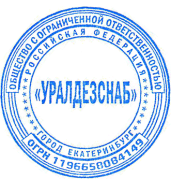 ОБЩЕСТВО С ОГРАНИЧЕННОЙ ОТВЕТСТВЕННОСТЬЮ
РОССИЙСКАЯ ФЕДЕРАЦИЯ
«УРАЛДЕЗСНАБ»
ГОРОД ЕКАТЕРИНБУРГ
ОГРН 1196658084149